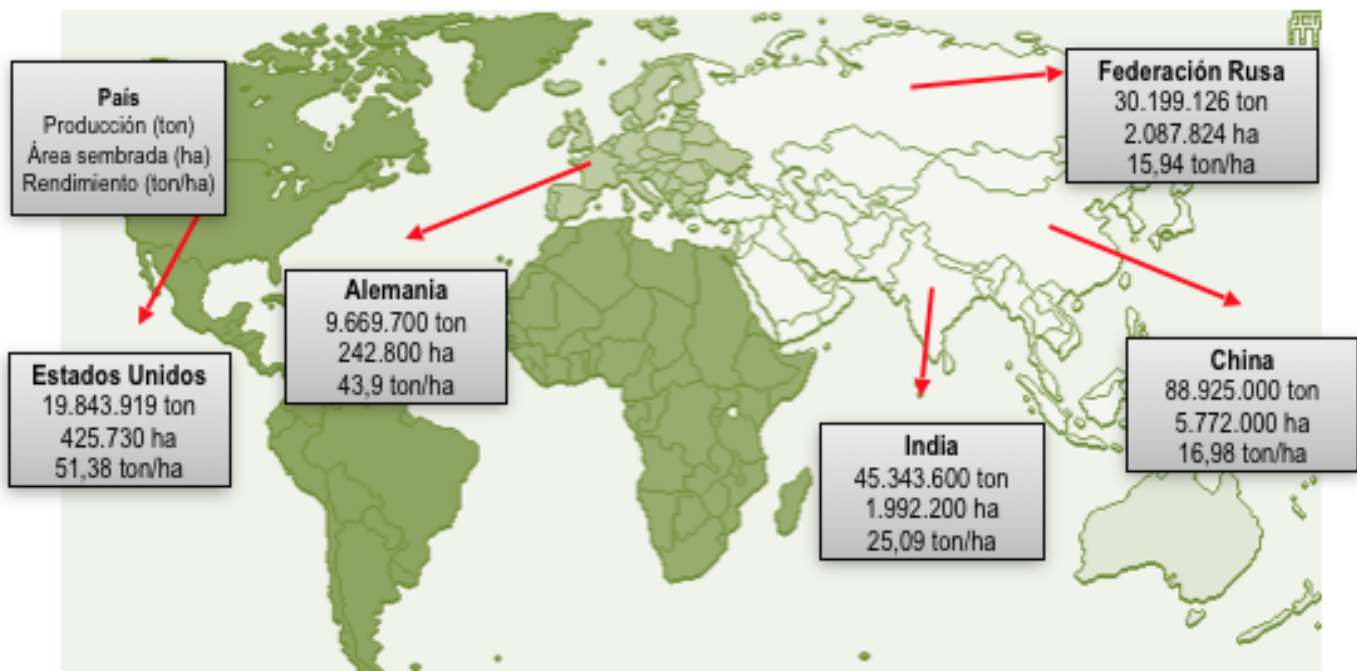 País
Producción (ton)
Área sembrada (ha)
Rendimiento (ton/ha)
Federación Rusa
30.199.126 ton
2.087.824 ha
15,94 ton/ha
Alemania
9.669.700 ton
242.800 ha
43,9 ton/ha
Estados Unidos
19.843.919 ton
425.730 ha
51,38 ton/ha
India
45.343.600 ton
1.992.200 ha
25,09 ton/ha
China
88.925.000 ton
5.772.000 ha
16,98 ton/ha